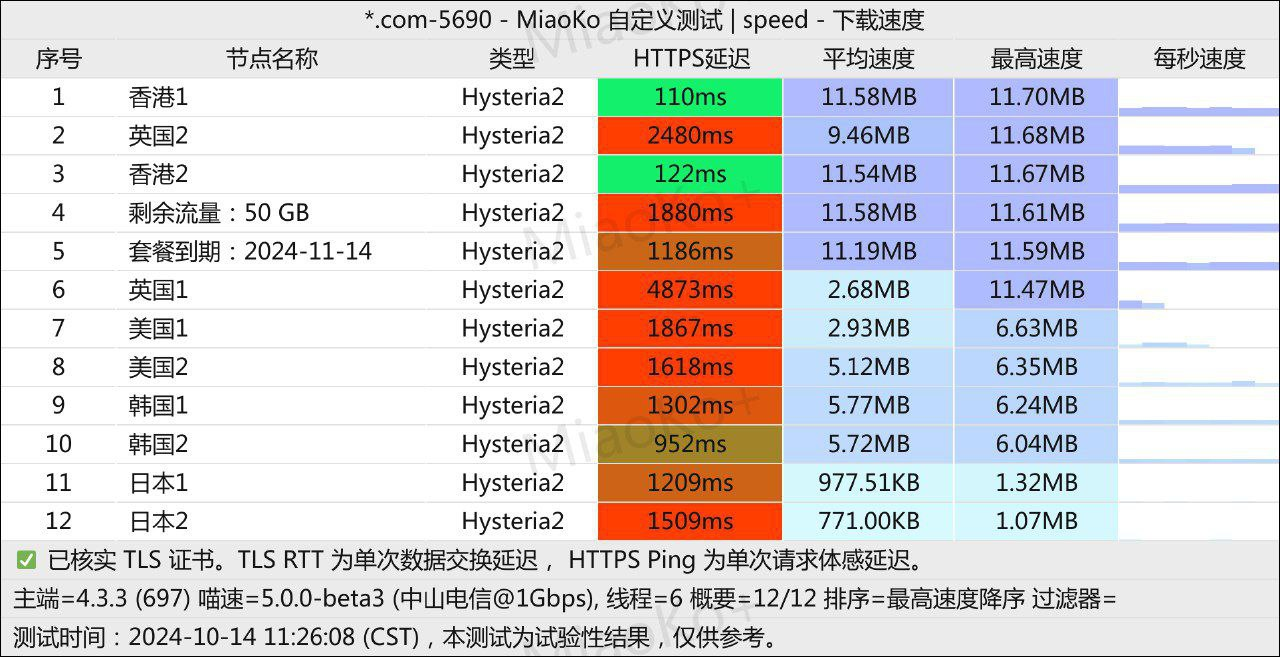 *.com-5690 - MiaoKo 自定义测试 | speed - 下载速度
序号 节点名称 类型 HTTPS延迟 平均速度 最高速度 每秒速度
1 香港1 Hysteria2 110ms 11.58MB 11.70MB
2 英国2 Hysteria2 2480ms 9.46MB 11.68MB
3 香港2 Hysteria2 122ms 11.54MB 11.67MB
4 剩余流量：50 GB Hysteria2 1880ms 11.58MB 11.61MB
5 套餐到期：2024-11-14 Hysteria2 1186ms 11.19MB 11.59MB
6 英国1 Hysteria2 4873ms 2.68MB 11.47MB
7 美国1 Hysteria2 1867ms 2.93MB 6.63MB
8 美国2 Hysteria2 1618ms 5.12MB 6.35MB
9 韩国1 Hysteria2 1302ms 5.77MB 6.24MB
10 韩国2 Hysteria2 952ms 5.72MB 6.04MB
11 日本1 Hysteria2 1209ms 977.51KB 1.32MB
12 日本2 Hysteria2 1509ms 771.00KB 1.07MB
✅ 已核实 TLS 证书。TLS RTT 为单次数据交换延迟， HTTPS Ping 为单次请求体感延迟。
主端=4.3.3 (697) 喵速=5.0.0-beta3 (中山电信@1Gbps), 线程=6 概要=12/12 排序=最高速度降序 过滤器=
测试时间：2024-10-14 11:26:08 (CST)，本测试为试验性结果，仅供参考。
MiaoKo+
MiaoKo+
MiaoKo+
MiaoKo+